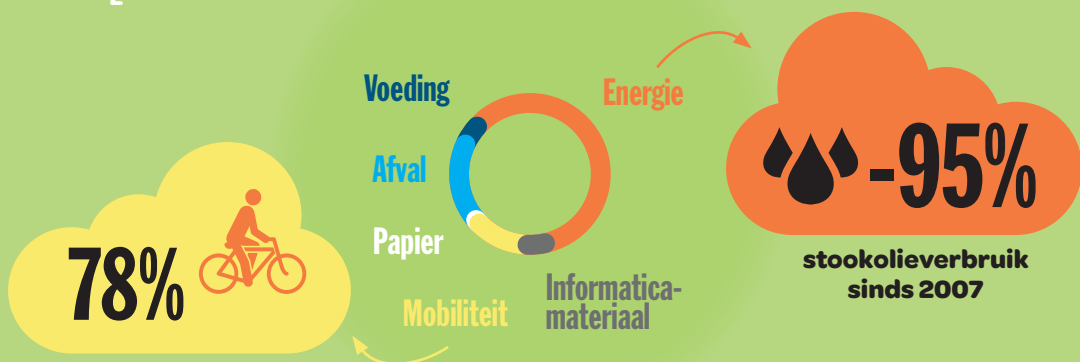 Voeding
Energie
Afval
-95%
Papier
78%
stookolieverbruik
sinds 2007
Informatica-
materiaal
Mobiliteit